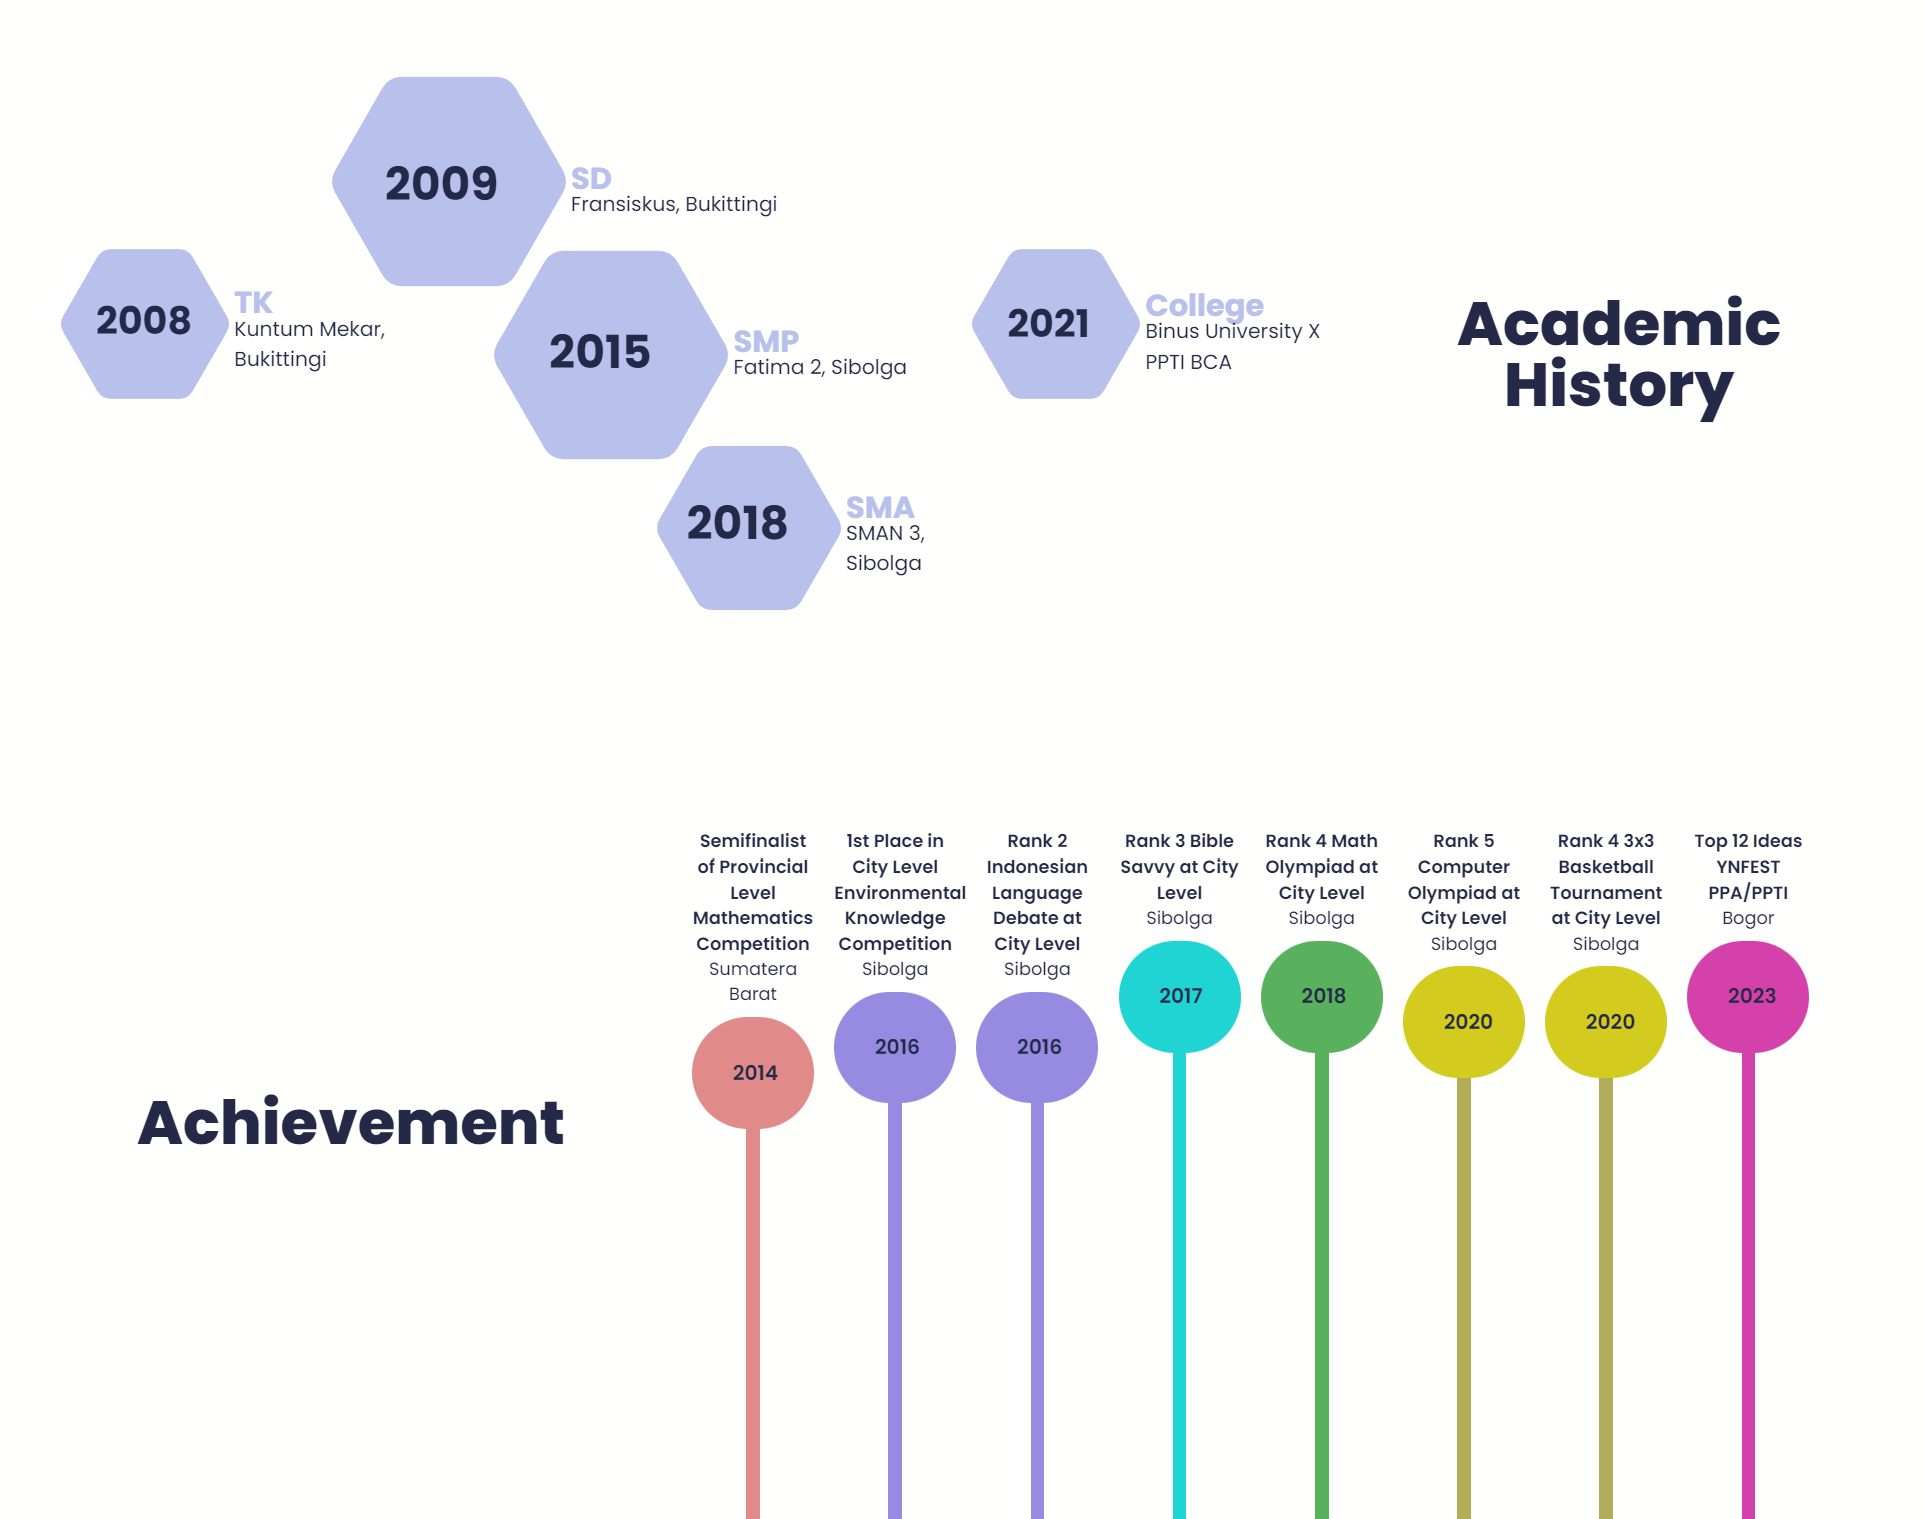 2009
SD
Fransiskus, Bukittingi
2008
TK
Kuntum Mekar,
Bukittingi
2015
SMP
Fatima 2, Sibolga
2018
SMA
SMAN 3,
Sibolga
2021
College
Binus University X
PPTI BCA
Academic
History
Achievement
Semifinalist
of Provincial
Level
Mathematics
Competition
Sumatera
Barat
2014
1st Place in
City Level
Environmental
Knowledge
Competition
Sibolga
2016
Rank 2
Indonesian
Language
Debate at
City Level
Sibolga
2016
Rank 3 Bible
Savvy at City
Level
Sibolga
2017
Rank 4 Math
Olympiad at
City Level
Sibolga
2018
Rank 5
Computer
Olympiad at
City Level
Sibolga
2020
Rank 4 3x3
Basketball
Tournament
at City Level
Sibolga
2020
Top 12 Ideas
YNFEST
PPA/PPTI
Bogor
2023